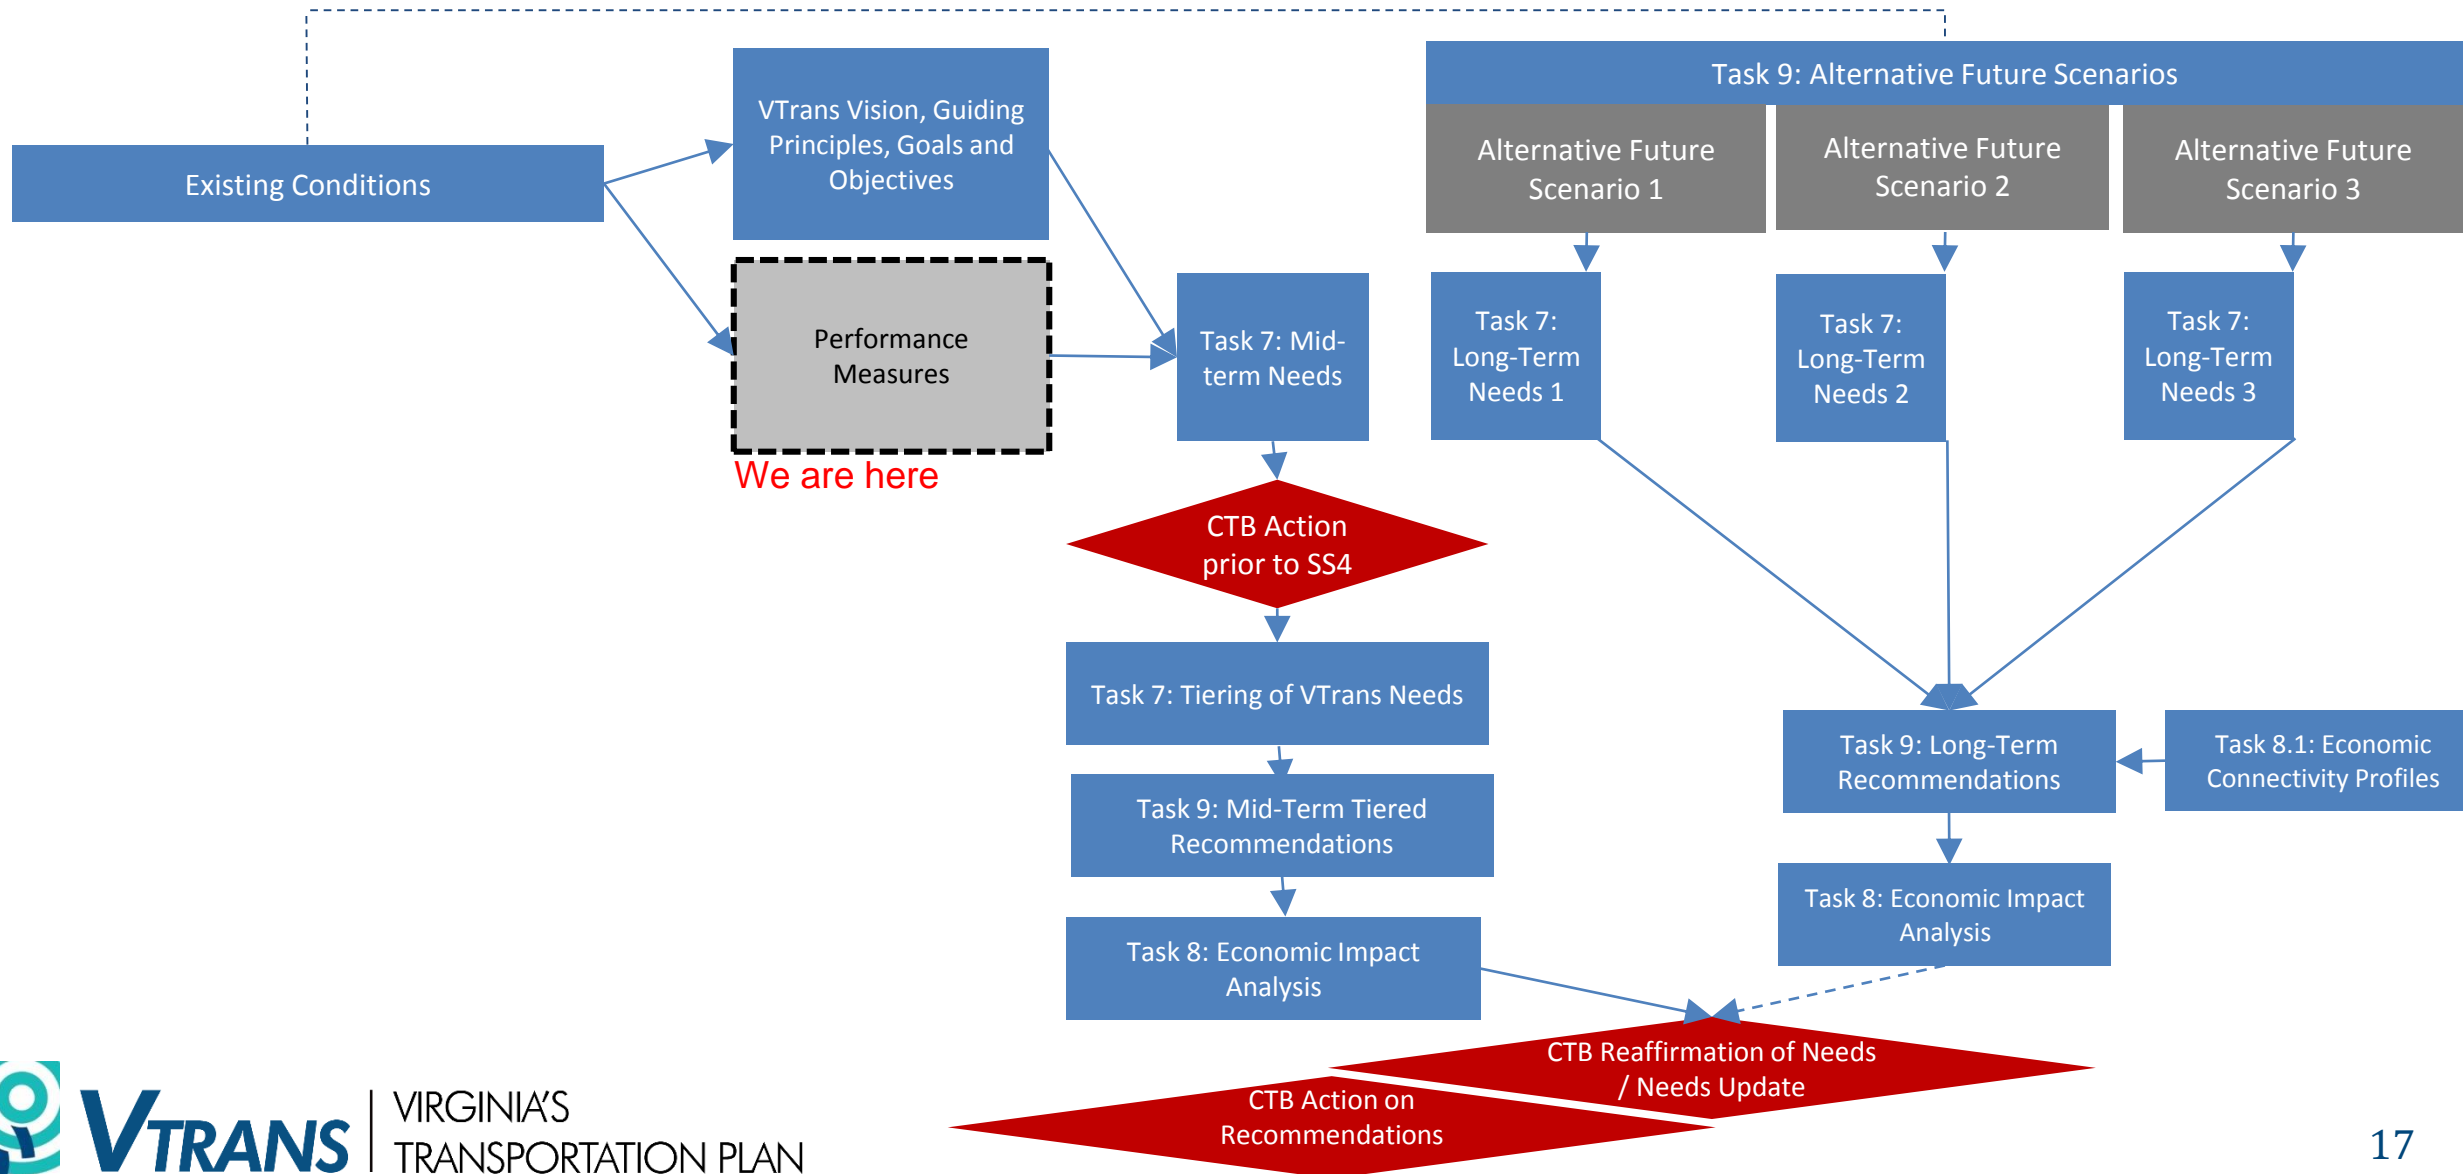 Task 9: Alternative Future Scenarios
VTrans Vision, Guiding
Principles, Goals and
Objectives
Existing Conditions
Alternative Future
Scenario 1
Alternative Future
Scenario 2
Alternative Future
Scenario 3
Performance
Measures
We are here
Task 7: Mid-
term Needs
Task 7:
Long-Term
Needs 1
Task 7:
Long-Term
Needs 2
Task 7:
Long-Term
Needs 3
CTB Action
prior to SS4
Task 7: Tiering of VTrans Needs
Task 9: Mid-Term Tiered
Recommendations
Task 8: Economic Impact
Analysis
Task 9: Long-Term
Recommendations
Task 8.1: Economic
Connectivity Profiles
Task 8: Economic Impact
Analysis
CTB Reaffirmation of Needs
/ Needs Update
CTB Action on
Recommendations
VTRANS
VIRGINIA'S
TRANSPORTATION PLAN
17